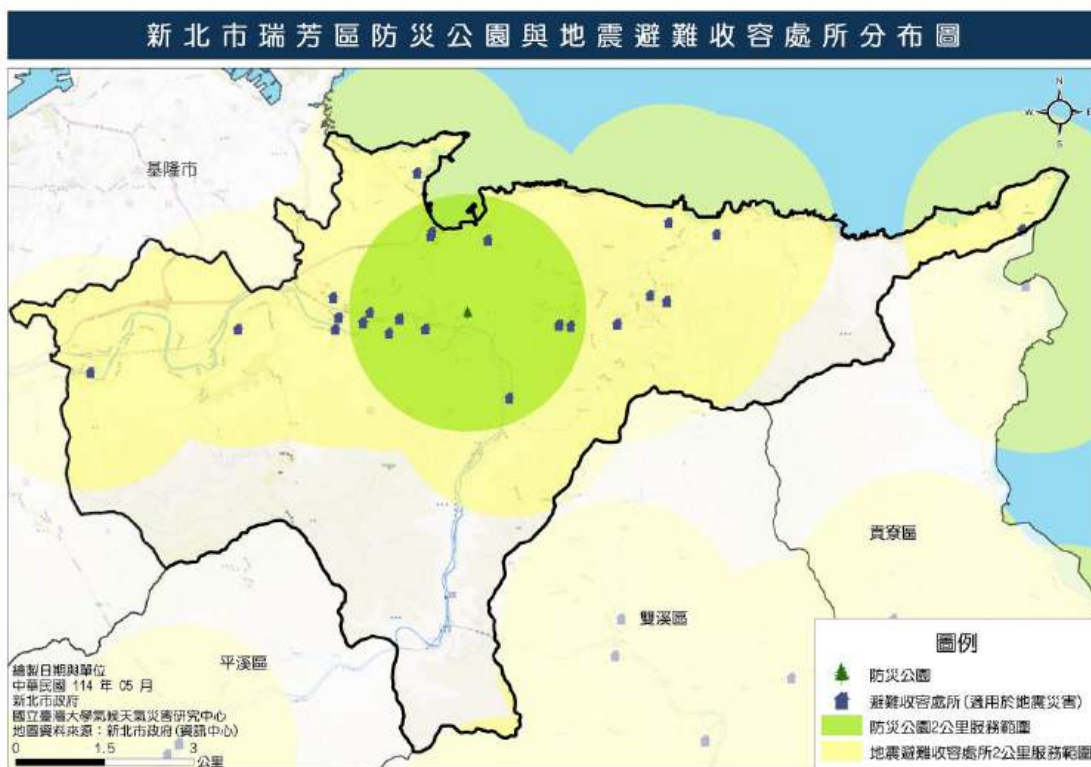 新北市瑞芳區防災公園與地震避難收容處所分布圖
N
W
E
S
基隆市
貢寮區
雙溪區
平溪區
圖例
防災公園
避難收容處所(適用於地震災害)
防災公園2公里服務範圍
地震避難收容處所2公里服務範圍
繪製日期與單位
中華民國 114 年 05 月
新北市政府
國立臺灣大學氣候天氣災害研究中心
地圖資料來源：新北市政府(資訊中心)
0 1.5 3
公里